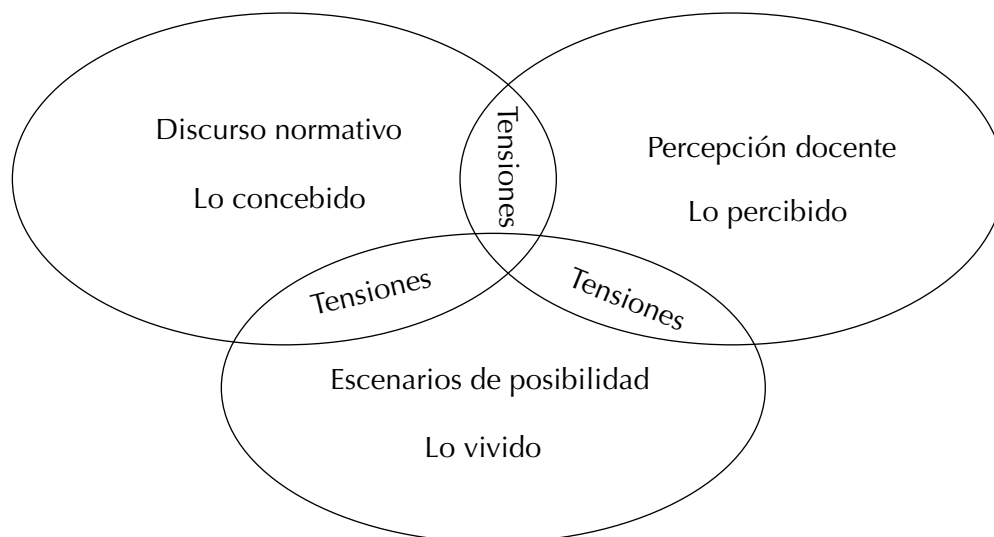 Discurso normativo
Lo concebido
Tensiones
Percepción docente
Lo percibido
Tensiones
Tensiones
Escenarios de posibilidad
Lo vivido